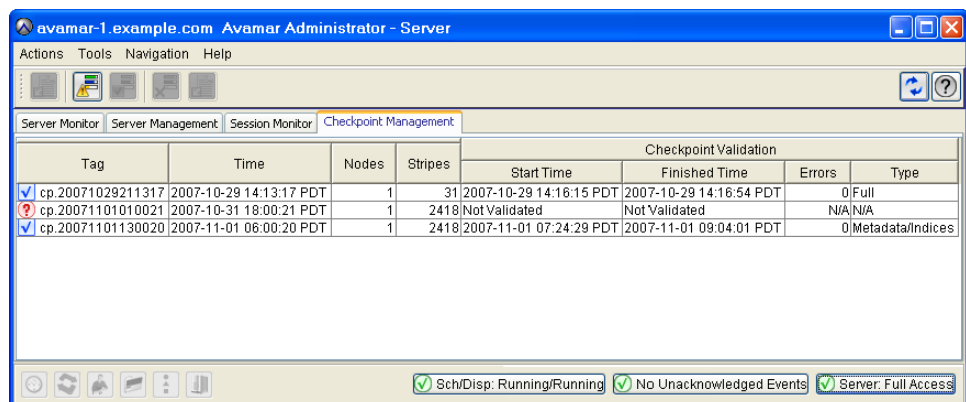 avamar-1.example.com Avamar Administrator - Server
Actions Tools Navigation Help
Server Monitor Server Management Session Monitor Checkpoint Management
Checkpoint Validation
Tag Time Nodes Stripes Start Time Finished Time Errors Type
cp.20071029211317 2007-10-29 14:13:17 PDT 1 31 2007-10-29 14:16:15 PDT 2007-10-29 14:16:54 PDT 0 Full
cp.20071101010021 2007-10-31 18:00:21 PDT 1 2418 Not Validated Not Validated N/A N/A
cp.20071101130020 2007-11-01 06:00:20 PDT 1 2418 2007-11-01 07:24:29 PDT 2007-11-01 09:04:01 PDT 0 Metadata/Indices
Sch/Disp: Running/Running No Unacknowledged Events Server: Full Access